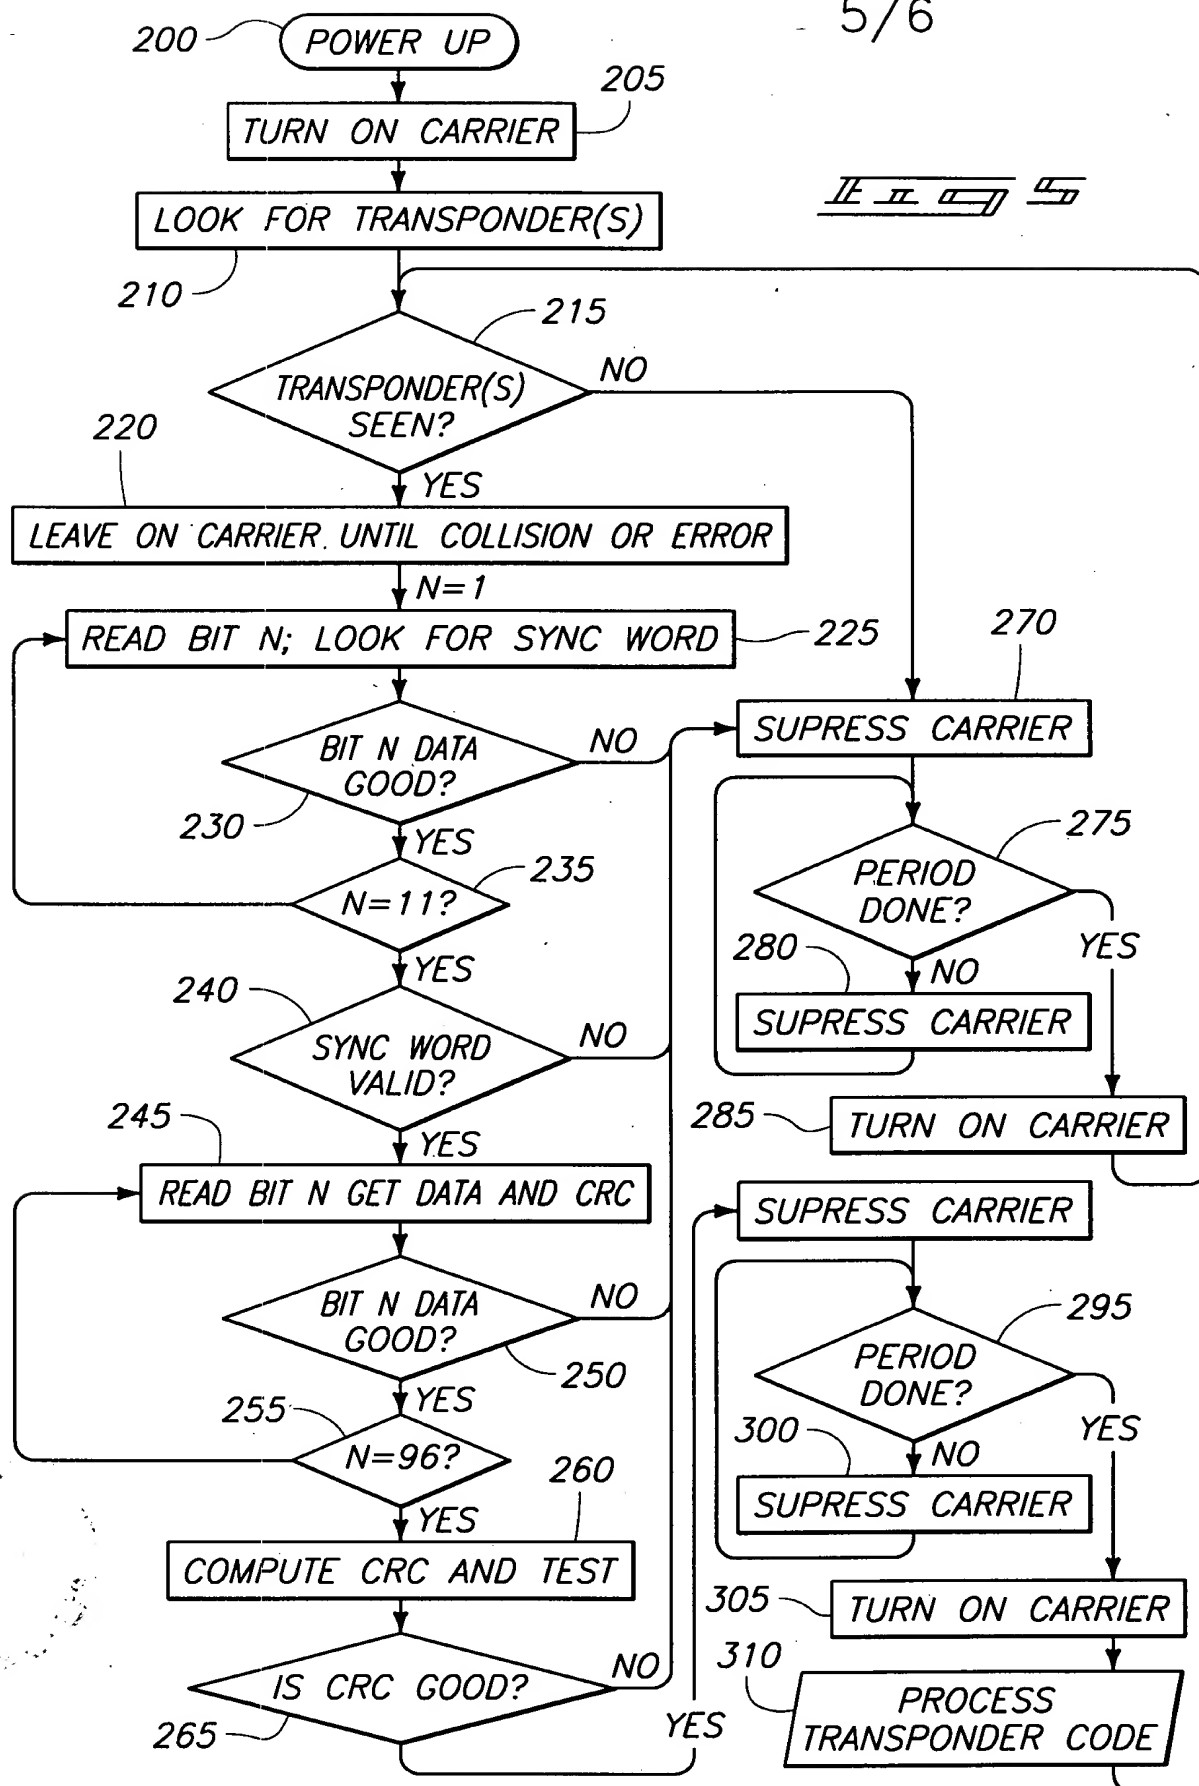 5/6
200
POWER UP
205
TURN ON CARRIER
Fig 5
LOOK FOR TRANSPONDER(S)
210
215
TRANSPONDER(S)
SEEN?
NO
220
YES
LEAVE ON CARRIER UNTIL COLLISION OR ERROR
N=1
READ BIT N; LOOK FOR SYNC WORD
225
BIT N DATA
GOOD?
NO
230
YES
235
N=11?
YES
240
SYNC WORD
VALID?
NO
245
YES
READ BIT N GET DATA AND CRC
BIT N DATA
GOOD?
NO
250
YES
255
N=96?
260
YES
COMPUTE CRC AND TEST
IS CRC GOOD?
NO
265
YES
270
SUPRESS CARRIER
275
PERIOD
DONE?
YES
280
NO
SUPRESS CARRIER
285
TURN ON CARRIER
SUPRESS CARRIER
295
PERIOD
DONE?
YES
300
NO
SUPRESS CARRIER
305
TURN ON CARRIER
310
PROCESS
TRANSPONDER CODE